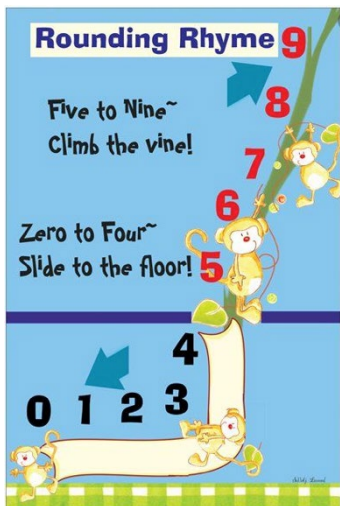 Rounding Rhyme
9
8
Five to Nine~
Climb the vine!
7
6
Zero to Four~
Slide to the floor!
5
4
0 1 2 3